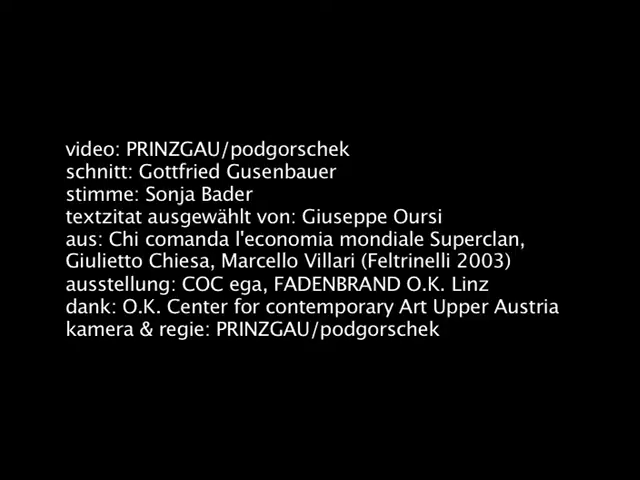 video: PRINZGAU/podgorschek
schnitt: Gottfried Gusenbauer
stimme: Sonja Bader
textzitat ausgewählt von: Giuseppe Oursi
aus: Chi comanda l'economia mondiale Superclan,
Giulietto Chiesa, Marcello Villari (Feltrinelli 2003)
ausstellung: COC ega, FADENBRAND O.K. Linz
dank: O.K. Center for contemporary Art Upper Austria
kamera & regie: PRINZGAU/podgorschek